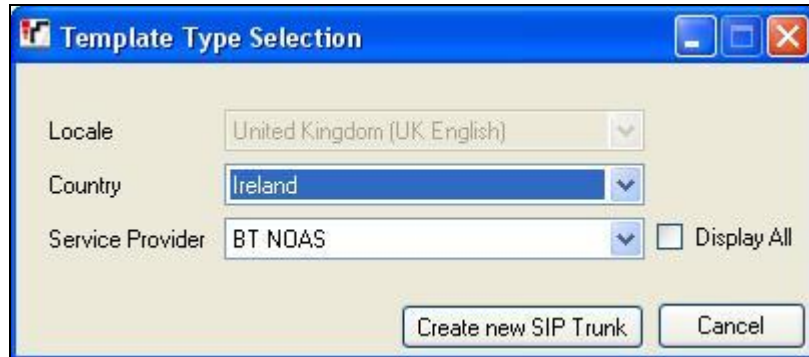 Template Type Selection
Locale United Kingdom (UK English)
Country Ireland
Service Provider BT NOAS Display All
Create new SIP Trunk Cancel